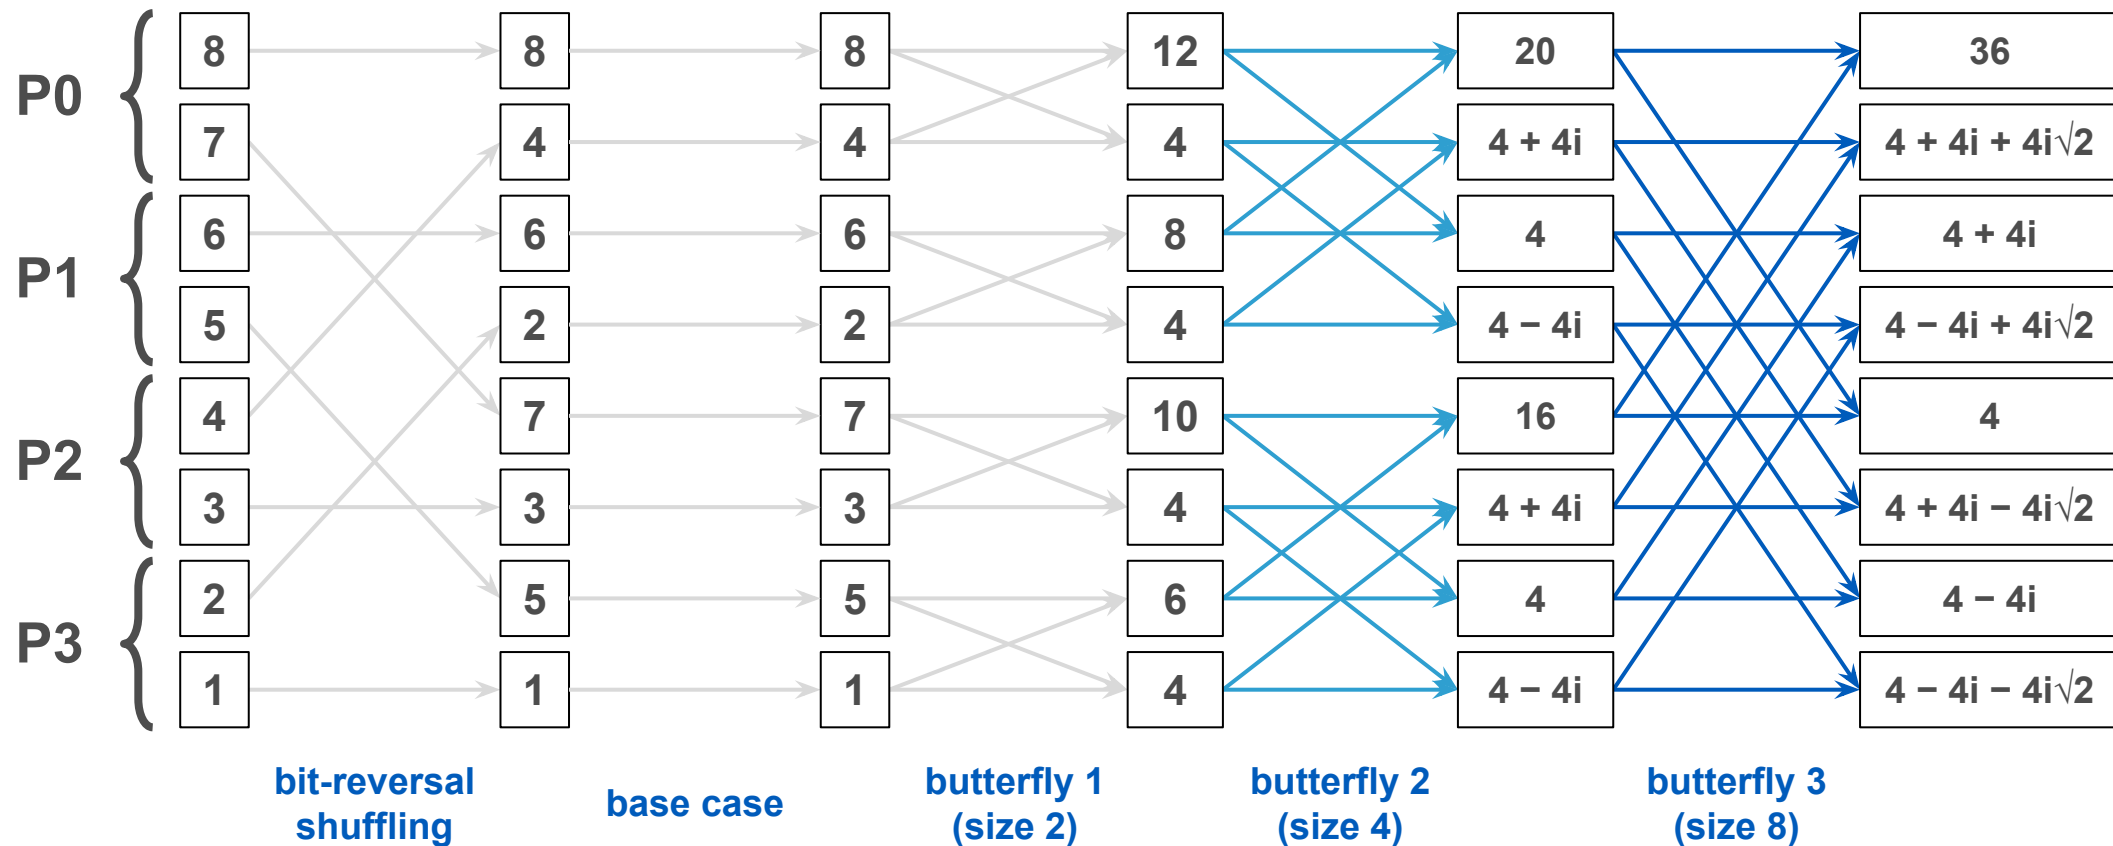 8 8 8 12 20 36
P0
7 4 4 4 4 + 4i 4 + 4i + 4i√2
6 6 6 8 4 4 + 4i
P1
5 2 2 4 4 − 4i 4 − 4i + 4i√2
4 7 7 10 16 4
P2
3 3 3 4 4 + 4i 4 + 4i − 4i√2
2 5 5 6 4 4 − 4i
P3
1 1 1 4 4 − 4i 4 − 4i − 4i√2
bit-reversal
shuffling
base case
butterfly 1
(size 2)
butterfly 2
(size 4)
butterfly 3
(size 8)